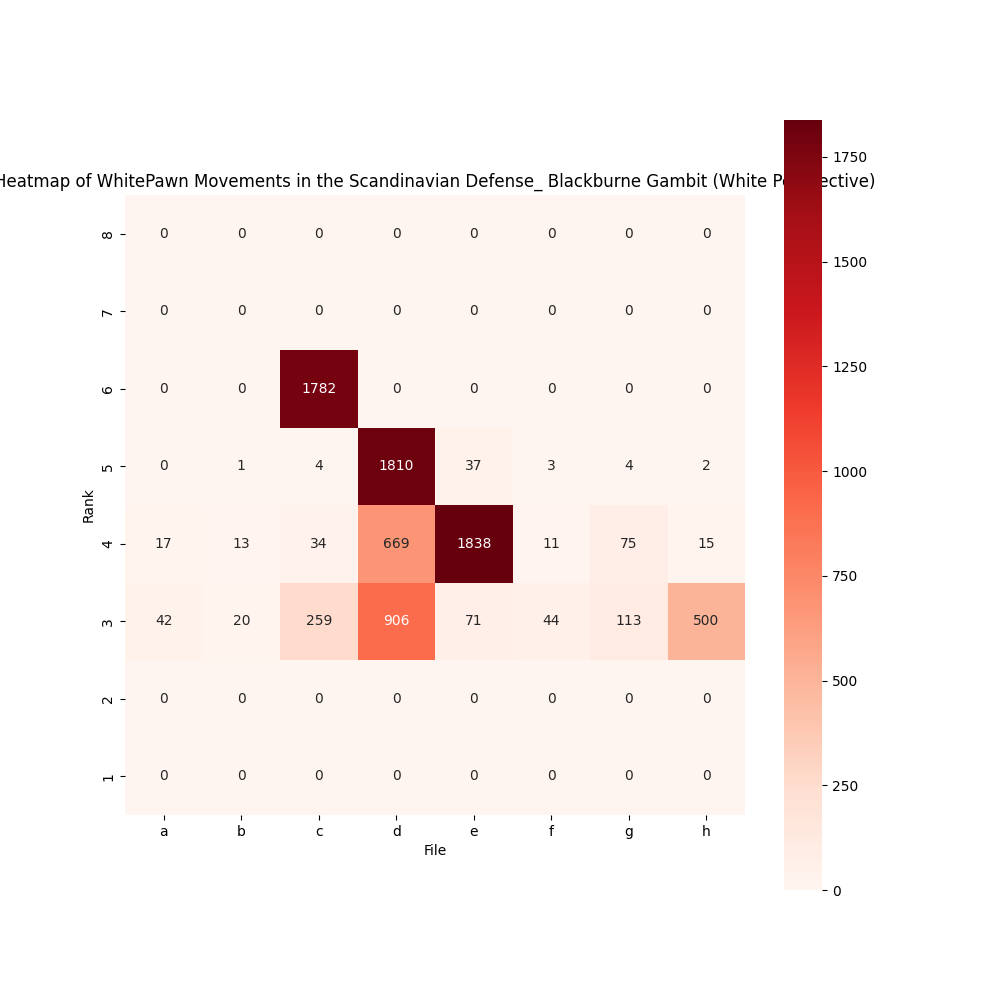 Heatmap of WhitePawn Movements in the Scandinavian Defense_ Blackburne Gambit (White Perspective)
1750
1500
1250
1000
750
500
250
0
Rank
8 0 0 0 0 0 0 0 0
7 0 0 0 0 0 0 0 0
6 0 0 1782 0 0 0 0 0
5 0 1 4 1810 37 3 4 2
4 17 13 34 669 1838 11 75 15
3 42 20 259 906 71 44 113 500
2 0 0 0 0 0 0 0 0
1 0 0 0 0 0 0 0 0
a b c d e f g h
File